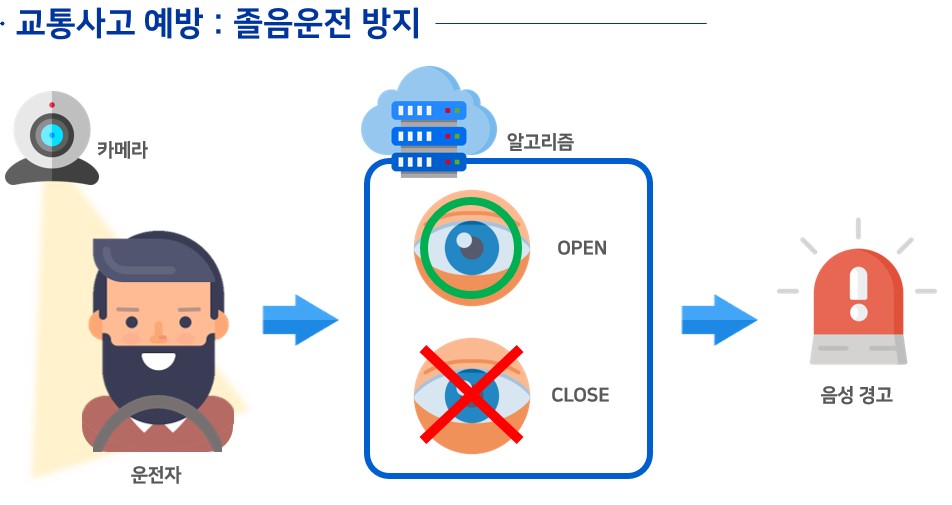 · 교통사고 예방 : 졸음운전 방지
카메라
알고리즘
OPEN
CLOSE
운전자
음성 경고